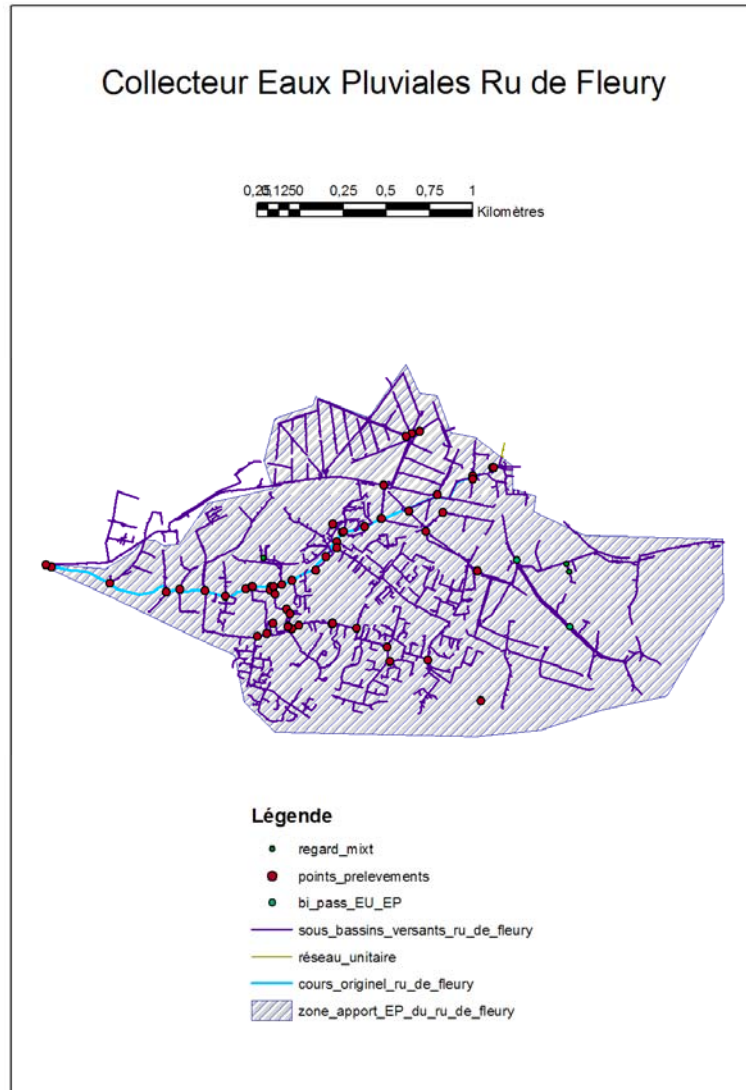 Collecteur Eaux Pluviales Ru de Fleury
0,25 0,125 0 0,25 0,5 0,75 1
Kilomètres
Légende
regard_mixt
points_prelevements
bi_pass_EU_EP
sous_bassins_versants_ru_de_fleury
réseau_unitaire
cours_originel_ru_de_fleury
zone_apport_EP_du_ru_de_fleury